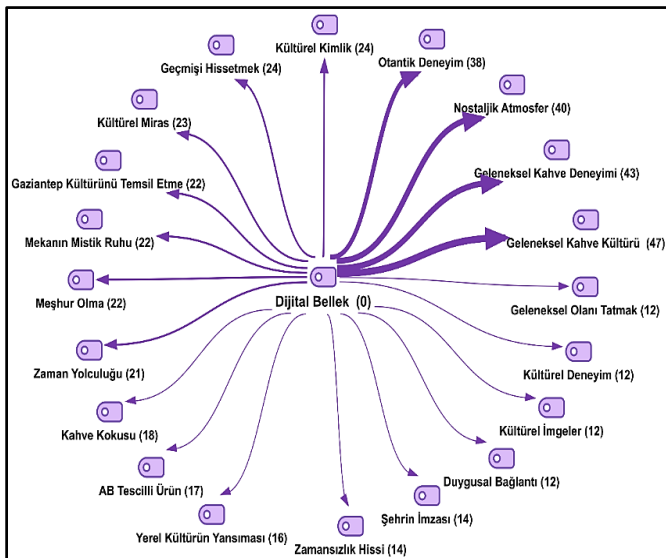 Kültürel Kimlik (24)
Geçmişi Hissetmek (24)
Otantik Deneyim (38)
Kültürel Miras (23)
Nostaljik Atmosfer (40)
Gaziantep Kültürünü Temsil Etme (22)
Geleneksel Kahve Deneyimi (43)
Mekanın Mistik Ruhu (22)
Geleneksel Kahve Kültürü (47)
Meşhur Olma (22)
Dijital Bellek (0)
Geleneksel Olanı Tatmak (12)
Zaman Yolculuğu (21)
Kültürel Deneyim (12)
Kahve Kokusu (18)
Kültürel İmgeler (12)
AB Tescilli Ürün (17)
Duygusal Bağlantı (12)
Yerel Kültürün Yansıması (16)
Şehrin İmzası (14)
Zamansızlık Hissi (14)